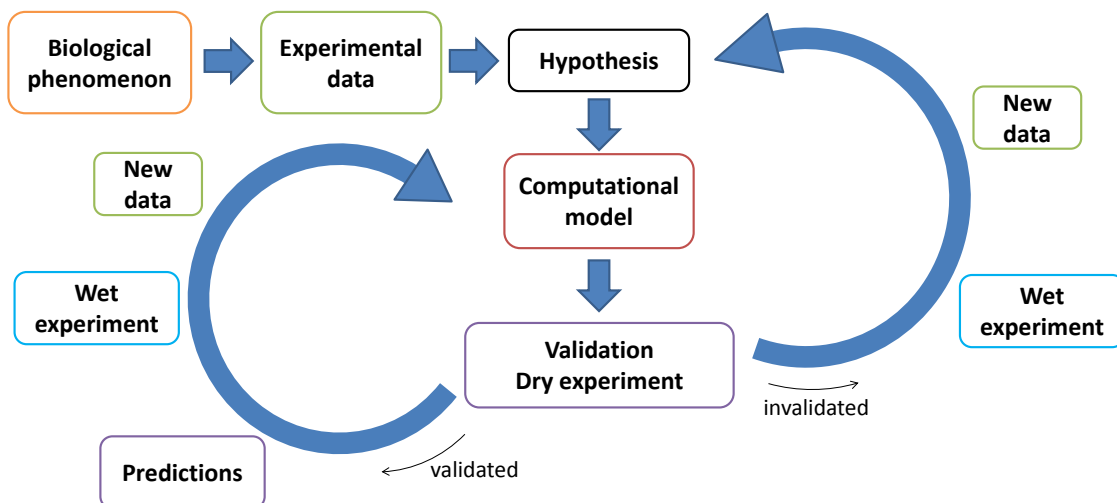 Biological
phenomenon
Experimental
data
Hypothesis
New
data
New
data
Computational
model
Wet
experiment
Wet
experiment
Validation
Dry experiment
invalidated
validated
Predictions